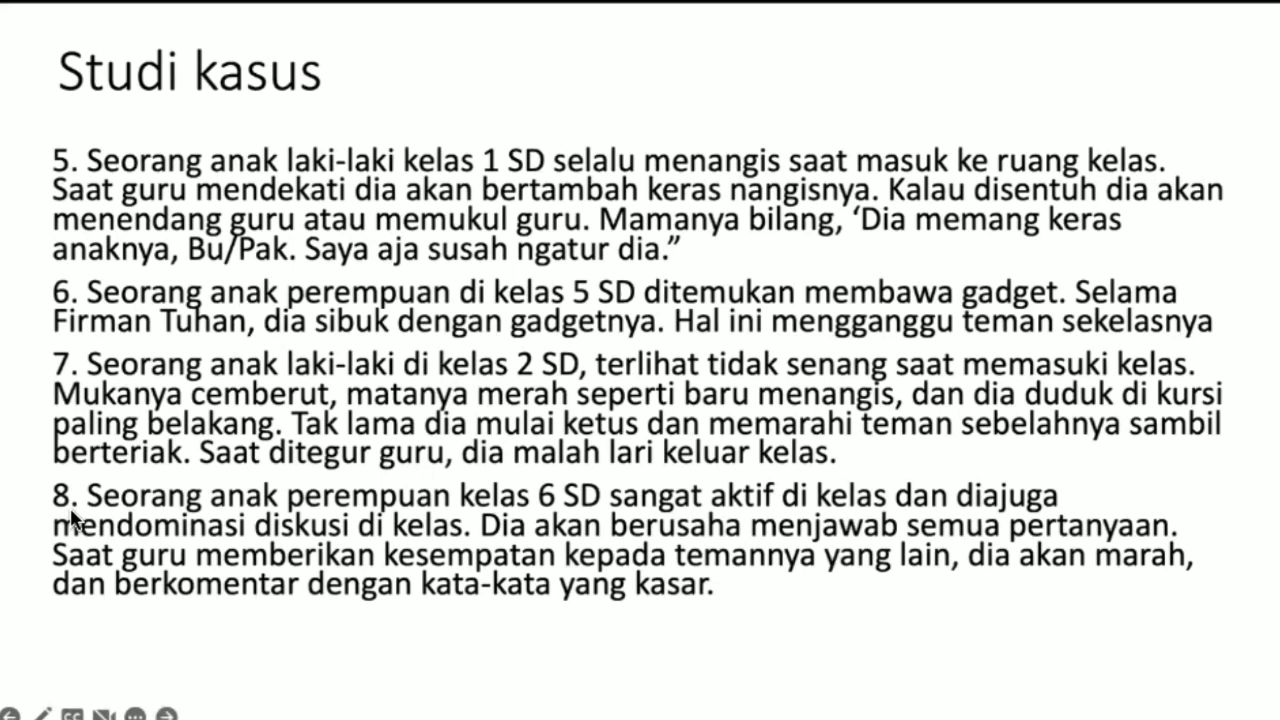 Studi kasus
5. Seorang anak laki-laki kelas 1 SD selalu menangis saat masuk ke ruang kelas.
Saat guru mendekati dia akan bertambah keras nangisnya. Kalau disentuh dia akan
menendang guru atau memukul guru. Mamanya bilang, ‘Dia memang keras
anaknya, Bu/Pak. Saya aja susah ngatur dia.”
6. Seorang anak perempuan di kelas 5 SD ditemukan membawa gadget. Selama
Firman Tuhan, dia sibuk dengan gadgetnya. Hal ini mengganggu teman sekelasnya
7. Seorang anak laki-laki di kelas 2 SD, terlihat tidak senang saat memasuki kelas.
Mukanya cemberut, matanya merah seperti baru menangis, dan dia duduk di kursi
paling belakang. Tak lama dia mulai ketus dan memarahi teman sebelahnya sambil
berteriak. Saat ditegur guru, dia malah lari keluar kelas.
8. Seorang anak perempuan kelas 6 SD sangat aktif di kelas dan diajuga
mendominasi diskusi di kelas. Dia akan berusaha menjawab semua pertanyaan.
Saat guru memberikan kesempatan kepada temannya yang lain, dia akan marah,
dan berkomentar dengan kata-kata yang kasar.